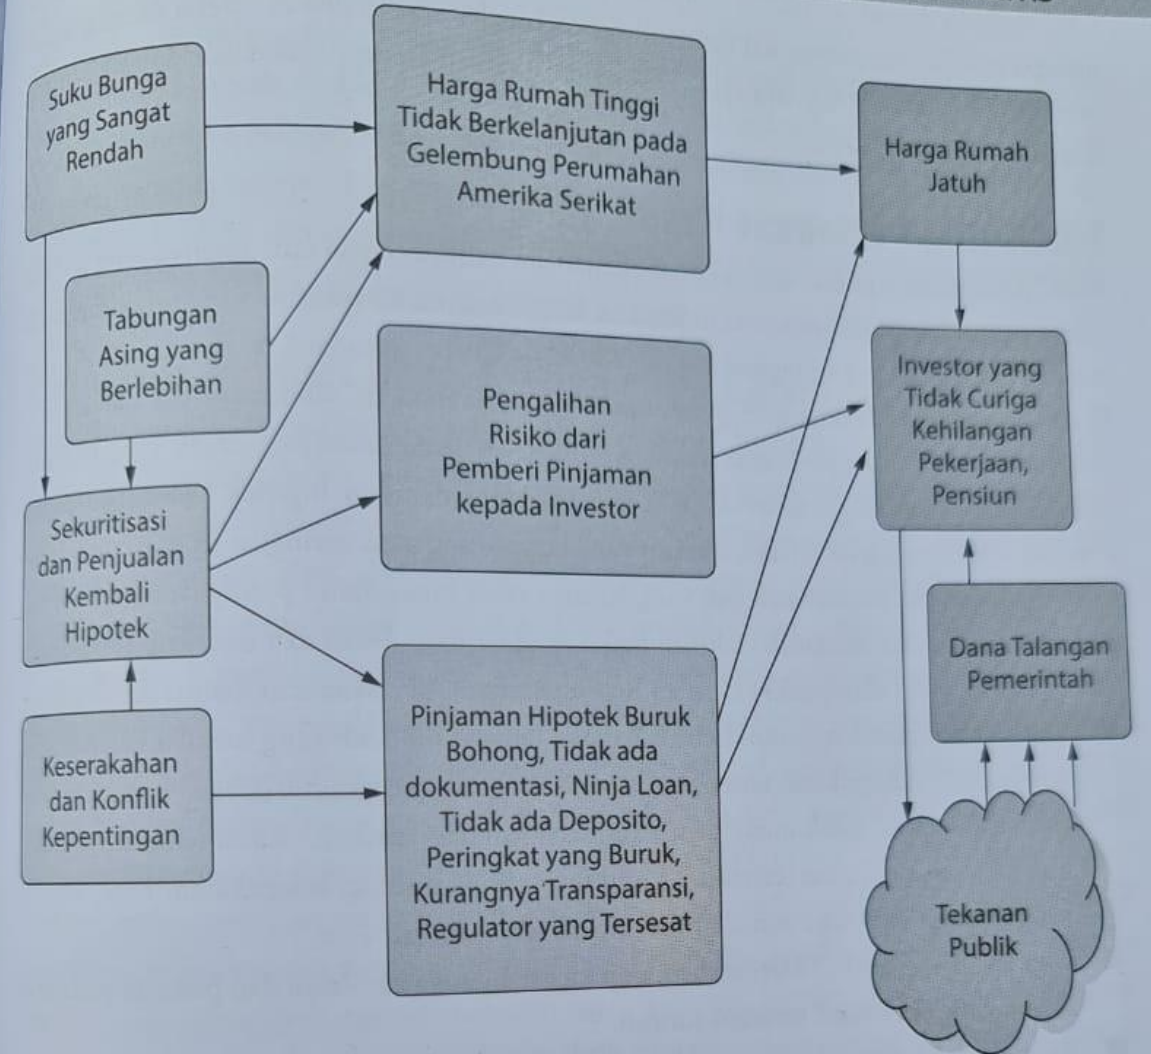 Suku Bunga
yang Sangat
Rendah
Harga Rumah Tinggi
Tidak Berkelanjutan pada
Gelembung Perumahan
Amerika Serikat
Harga Rumah
Jatuh
Tabungan
Asing yang
Berlebihan
Pengalihan
Risiko dari
Pemberi Pinjaman
kepada Investor
Investor yang
Tidak Curiga
Kehilangan
Pekerjaan,
Pensiun
Sekuritisasi
dan Penjualan
Kembali
Hipotek
Dana Talangan
Pemerintah
Keserakahan
dan Konflik
Kepentingan
Pinjaman Hipotek Buruk
Bohong, Tidak ada
dokumentasi, Ninja Loan,
Tidak ada Deposito,
Peringkat yang Buruk,
Kurangnya Transparansi,
Regulator yang Tersesat
Tekanan
Publik